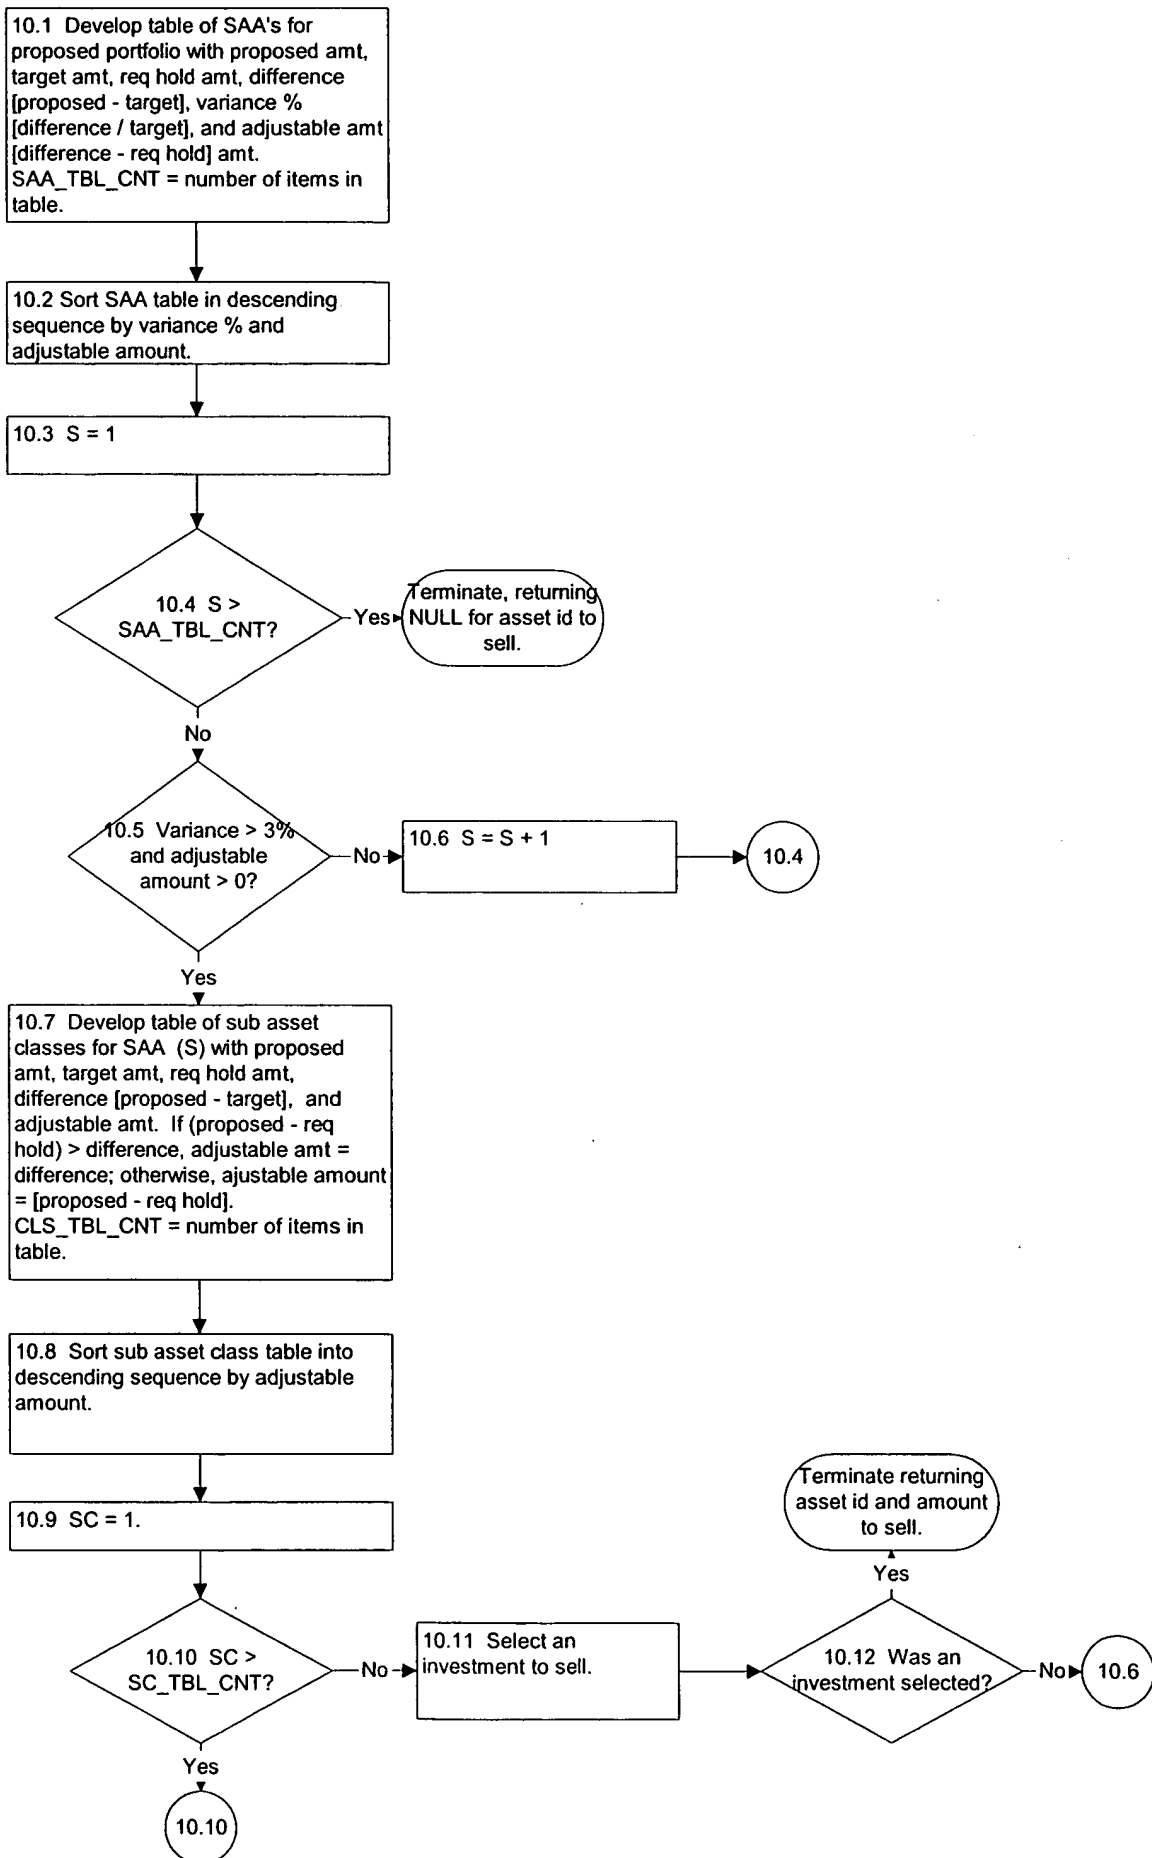 10.1 Develop table of SAA's for
proposed portfolio with proposed amt,
target amt, req hold amt, difference
[proposed - target], variance %
[difference / target], and adjustable amt
[difference - req hold] amt.
SAA_TBL_CNT = number of items in
table.
10.2 Sort SAA table in descending
sequence by variance % and
adjustable amount.
10.3 S = 1
10.4 S >
SAA_TBL_CNT?
Yes
Terminate, returning
NULL for asset id to
sell.
No
10.5 Variance > 3%
and adjustable
amount > 0?
No
10.6 S = S + 1
10.4
Yes
10.7 Develop table of sub asset
classes for SAA (S) with proposed
amt, target amt, req hold amt,
difference [proposed - target], and
adjustable amt. If (proposed - req
hold) > difference, adjustable amt =
difference; otherwise, ajustable amount
= [proposed - req hold].
CLS_TBL_CNT = number of items in
table.
10.8 Sort sub asset class table into
descending sequence by adjustable
amount.
10.9 SC = 1.
10.10 SC >
SC_TBL_CNT?
No
10.11 Select an
investment to sell.
10.12 Was an
investment selected?
Yes
Terminate returning
asset id and amount
to sell.
No
10.6
Yes
10.10